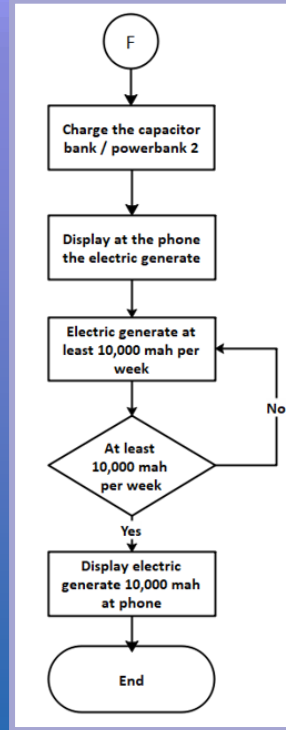 F
Charge the capacitor
bank / powerbank 2
Display at the phone
the electric generate
Electric generate at
least 10,000 mah per
week
No
At least
10,000 mah
per week
Yes
Display electric
generate 10,000 mah
at phone
End